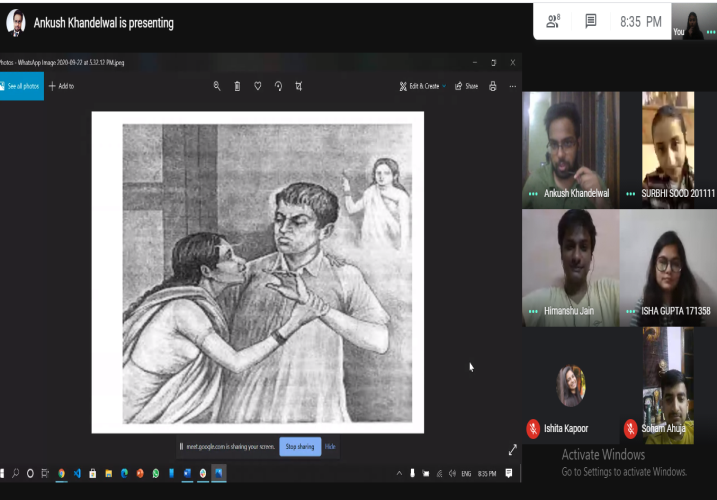 Ankush Khandelwal is presenting
8
8:35 PM
You
Photos - WhatsApp Image 2020-09-22 at 5.32.12 PM.jpeg
See all photos
+ Add to
Edit & Create
Share
Ankush Khandelwal
SURBHI SOOD 201111
Himanshu Jain
ISHA GUPTA 171358
Ishita Kapoor
Soham Ahuja
meet.google.com is sharing your screen.
Stop sharing
Hide
Activate Windows
Go to Settings to activate Windows.
ENG
8:35 PM